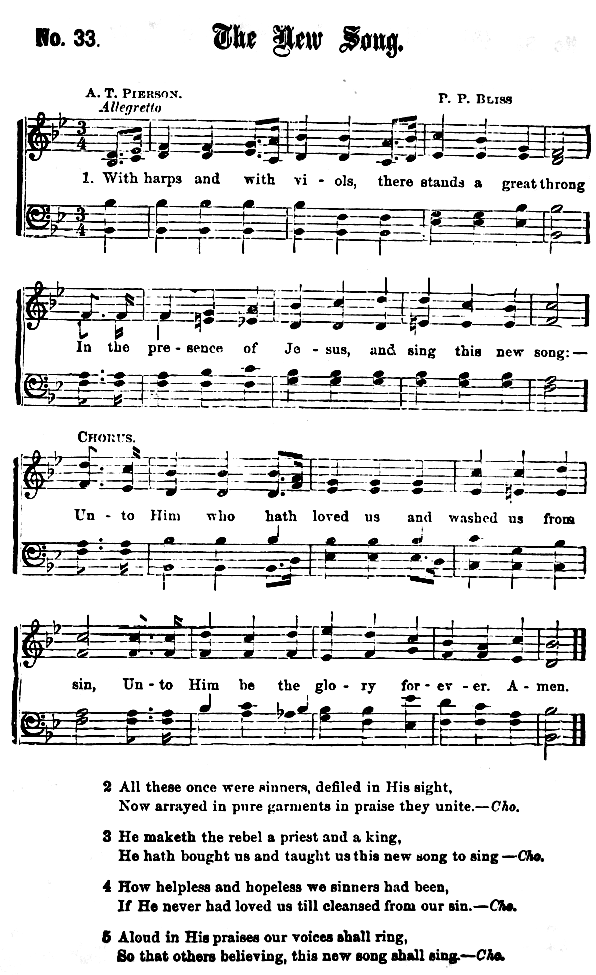 No. 33.
The New Song.
A. T. PIERSON.
Allegretto
P. P. BLISS
1. With harps and with vi - ols, there stands a great throng
In the pre - sence of Je - sus, and sing this new song:—
CHORUS.
Un - to Him who hath loved us and washed us from
sin, Un - to Him be the glo - ry for - ev - er. A - men.
2 All these once were sinners, defiled in His sight,
Now arrayed in pure garments in praise they unite.—Cho.
3 He maketh the rebel a priest and a king,
He hath bought us and taught us this new song to sing—Cho.
4 How helpless and hopeless we sinners had been,
If He never had loved us till cleansed from our sin.—Cho.
5 Aloud in His praises our voices shall ring,
So that others believing, this new song shall sing.—Cho.